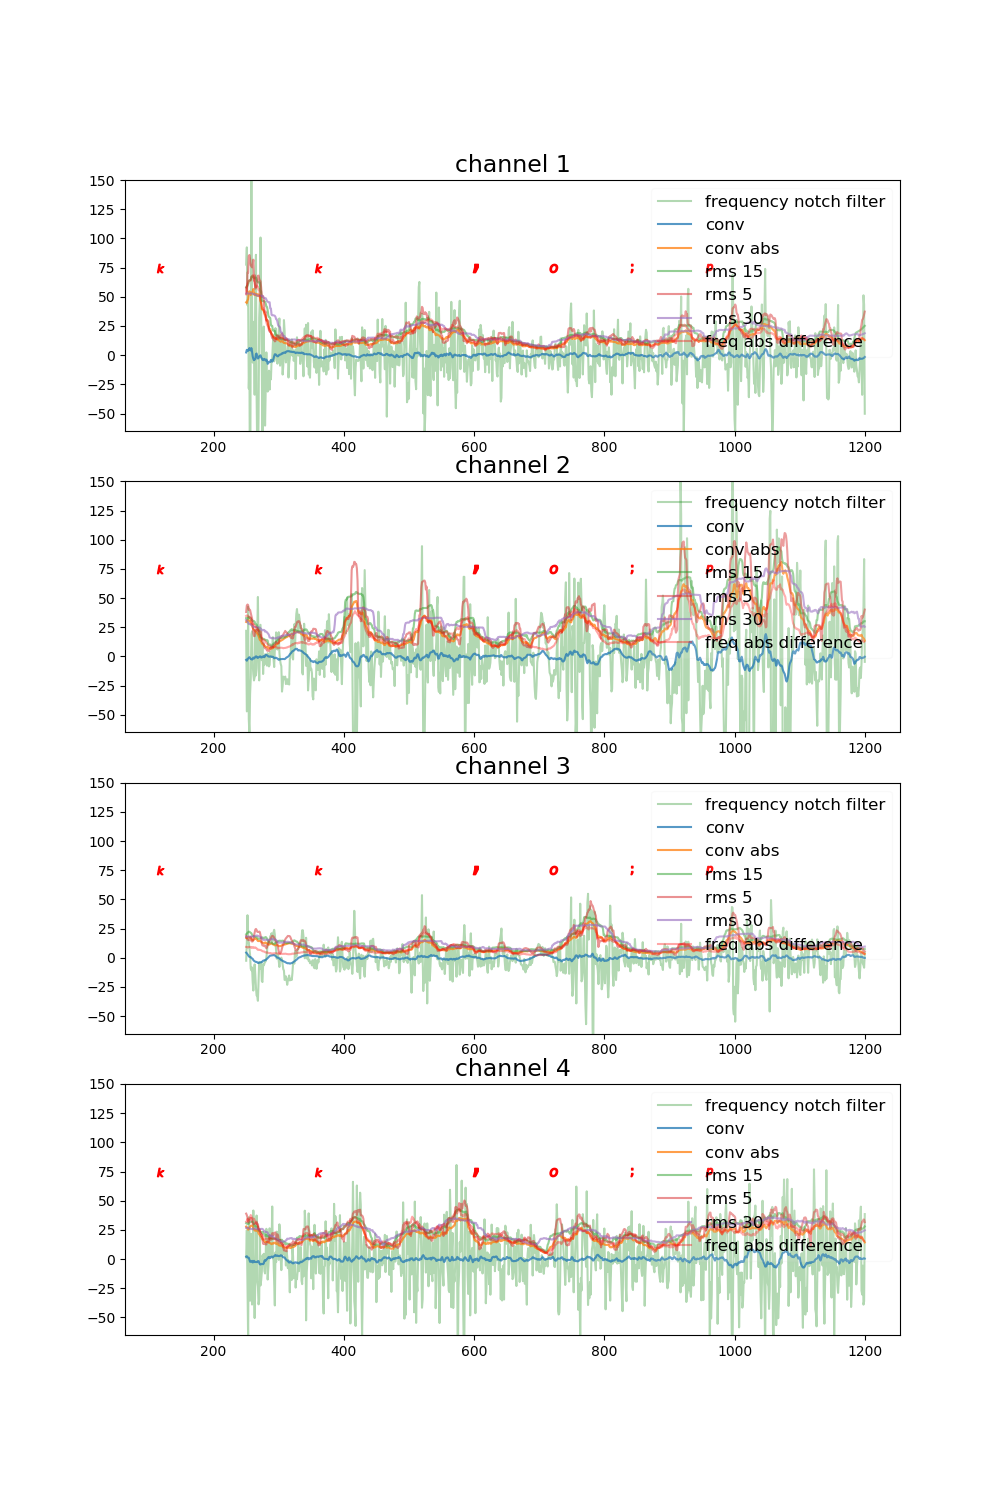 channel 1
150
125
100
75
50
25
0
−25
−50
k k , o ; p
frequency notch filter
conv
conv abs
rms 15
rms 5
rms 30
freq abs difference
200 400 600 800 1000 1200
channel 2
150
125
100
75
50
25
0
−25
−50
k k , o ; p
frequency notch filter
conv
conv abs
rms 15
rms 5
rms 30
freq abs difference
200 400 600 800 1000 1200
channel 3
150
125
100
75
50
25
0
−25
−50
k k , o ; p
frequency notch filter
conv
conv abs
rms 15
rms 5
rms 30
freq abs difference
200 400 600 800 1000 1200
channel 4
150
125
100
75
50
25
0
−25
−50
k k , o ; p
frequency notch filter
conv
conv abs
rms 15
rms 5
rms 30
freq abs difference
200 400 600 800 1000 1200